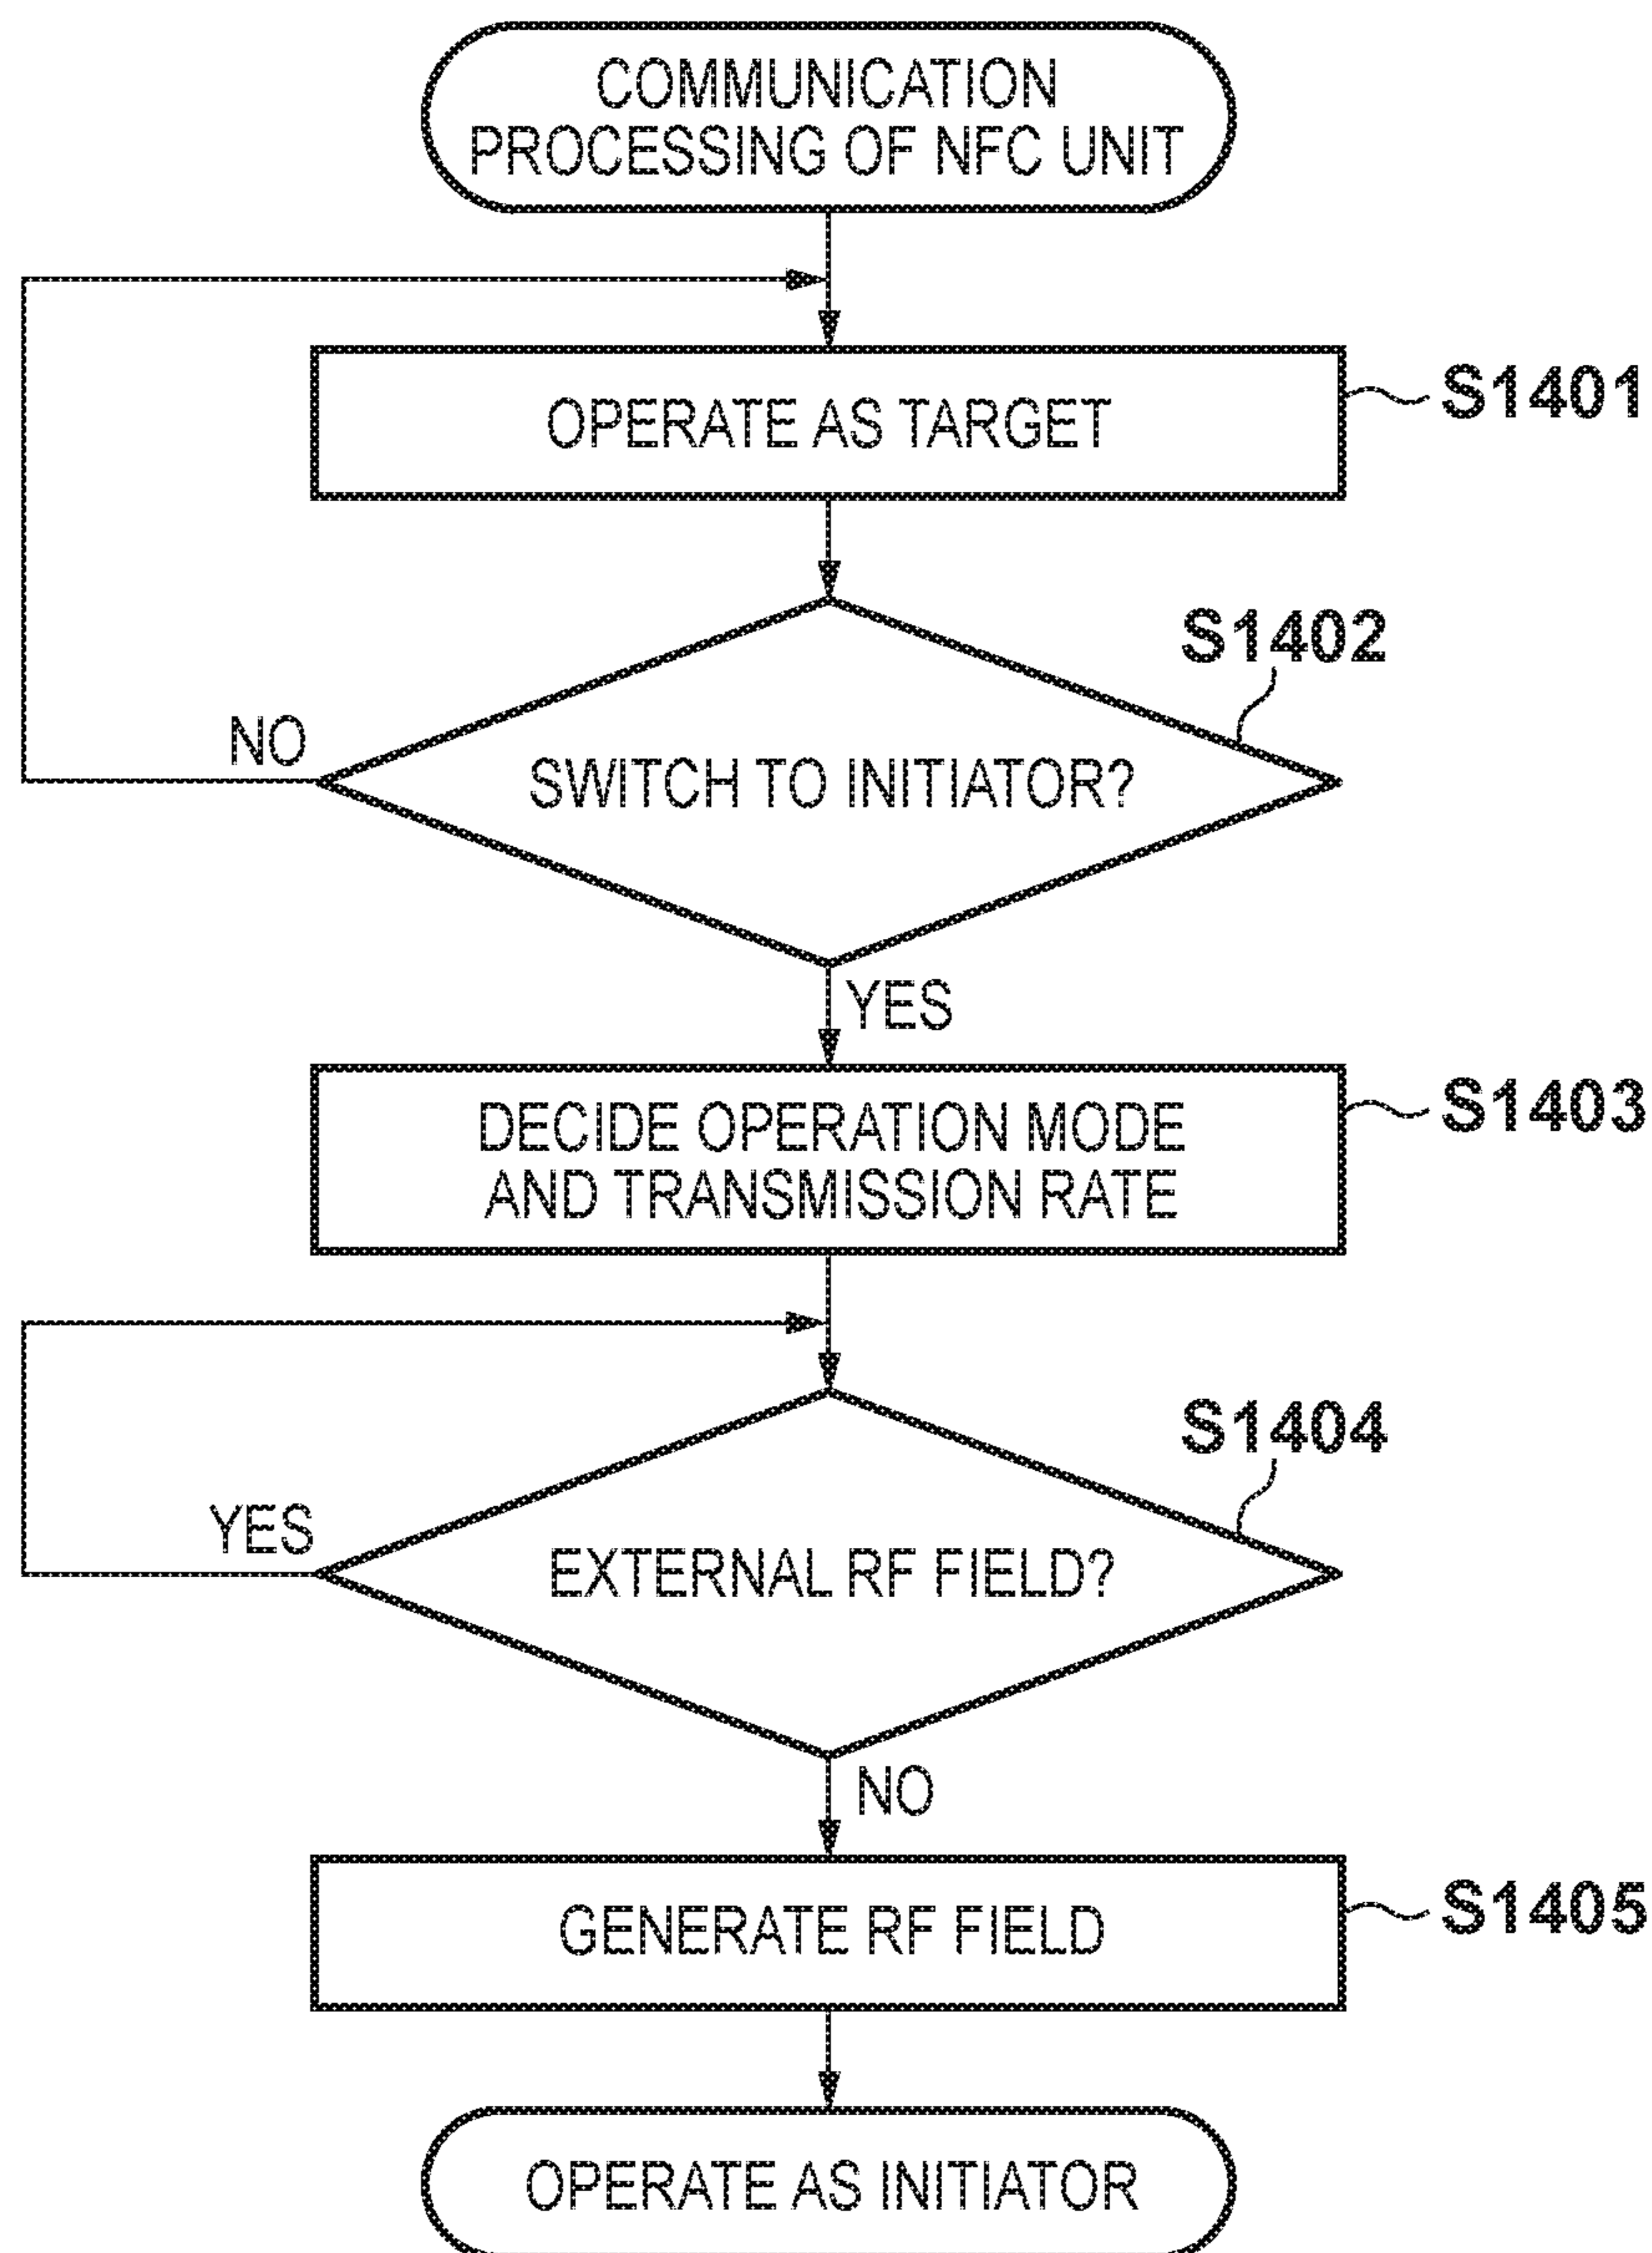 COMMUNICATION
PROCESSING OF NFC UNIT
OPERATE AS TARGET
S1401
S1402
SWITCH TO INITIATOR?
NO
YES
DECIDE OPERATION MODE
AND TRANSMISSION RATE
S1403
S1404
EXTERNAL RF FIELD?
YES
NO
GENERATE RF FIELD
S1405
OPERATE AS INITIATOR